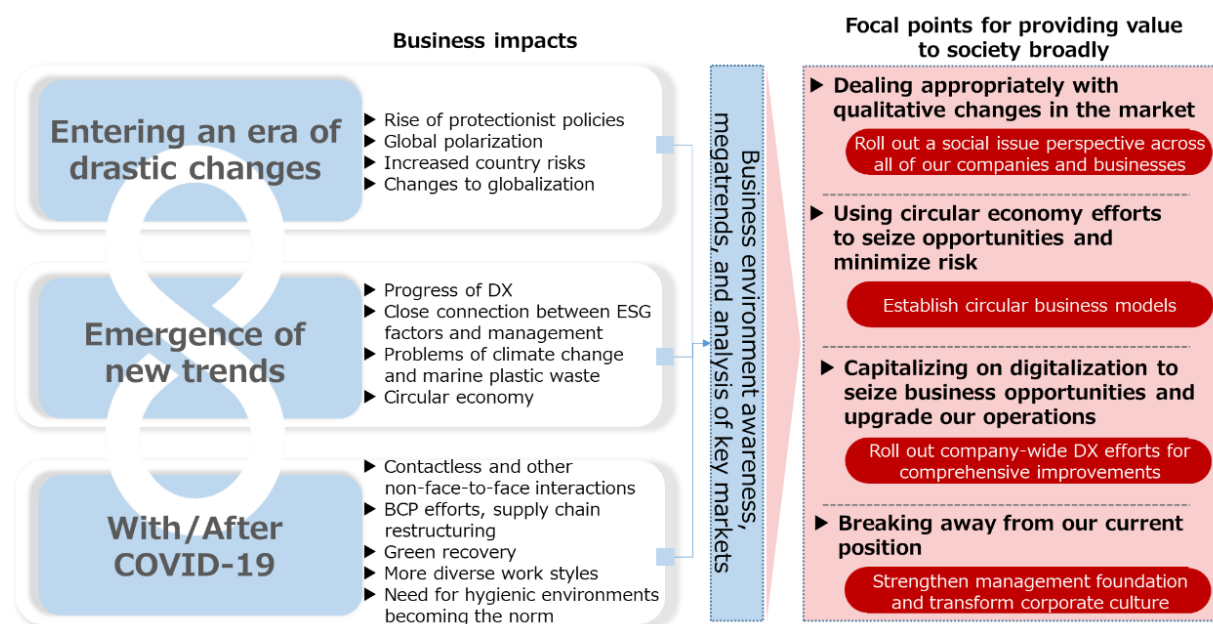 Business impacts
Focal points for providing value
to society broadly
Entering an era of
drastic changes
▶ Rise of protectionist policies
▶ Global polarization
▶ Increased country risks
▶ Changes to globalization
Emergence of
new trends
▶ Progress of DX
▶ Close connection between ESG
factors and management
▶ Problems of climate change
and marine plastic waste
▶ Circular economy
With/After
COVID-19
▶ Contactless and other
non-face-to-face interactions
▶ BCP efforts, supply chain
restructuring
▶ Green recovery
▶ More diverse work styles
▶ Need for hygienic environments
becoming the norm
Business environment awareness,
megatrends, and analysis of key markets
▶ Dealing appropriately with
qualitative changes in the market
Roll out a social issue perspective across
all of our companies and businesses
▶ Using circular economy efforts
to seize opportunities and
minimize risk
Establish circular business models
▶ Capitalizing on digitalization to
seize business opportunities and
upgrade our operations
Roll out company-wide DX efforts for
comprehensive improvements
▶ Breaking away from our current
position
Strengthen management foundation
and transform corporate culture